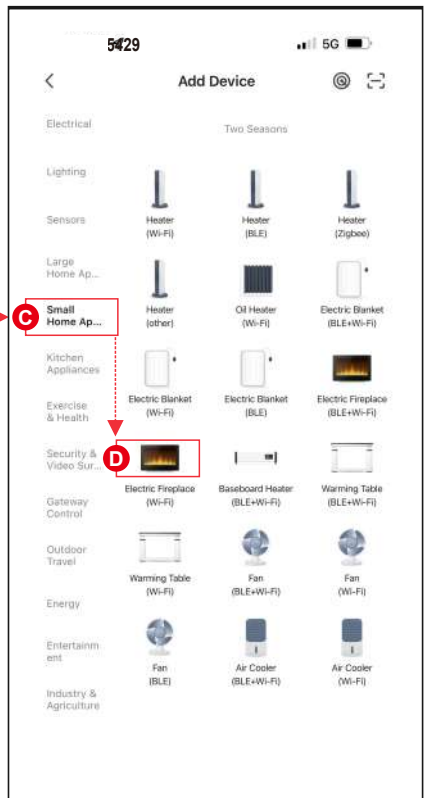 5G
Add Device
Electrical
Lighting
Sensors
Large
Home Ap...
C
Small
Home Ap...
Kitchen
Appliances
Exercise
& Health
Security &
Video Sur...
Gateway
Control
Outdoor
Travel
Energy
Entertainm
ent
Industry &
Agriculture
Two Seasons
Heater
(Wi-Fi)
Heater
(BLE)
Heater
(Zigbee)
Heater
(other)
Oil Heater
(Wi-Fi)
Electric Blanket
(BLE+Wi-Fi)
Electric Blanket
(Wi-Fi)
Electric Blanket
(BLE)
Electric Fireplace
(BLE+Wi-Fi)
D
Electric Fireplace
(Wi-Fi)
Baseboard Heater
(BLE+Wi-Fi)
Warming Table
(BLE+Wi-Fi)
Warming Table
(Wi-Fi)
Fan
(BLE+Wi-Fi)
Fan
(Wi-Fi)
Fan
(BLE)
Air Cooler
(BLE+Wi-Fi)
Air Cooler
(Wi-Fi)